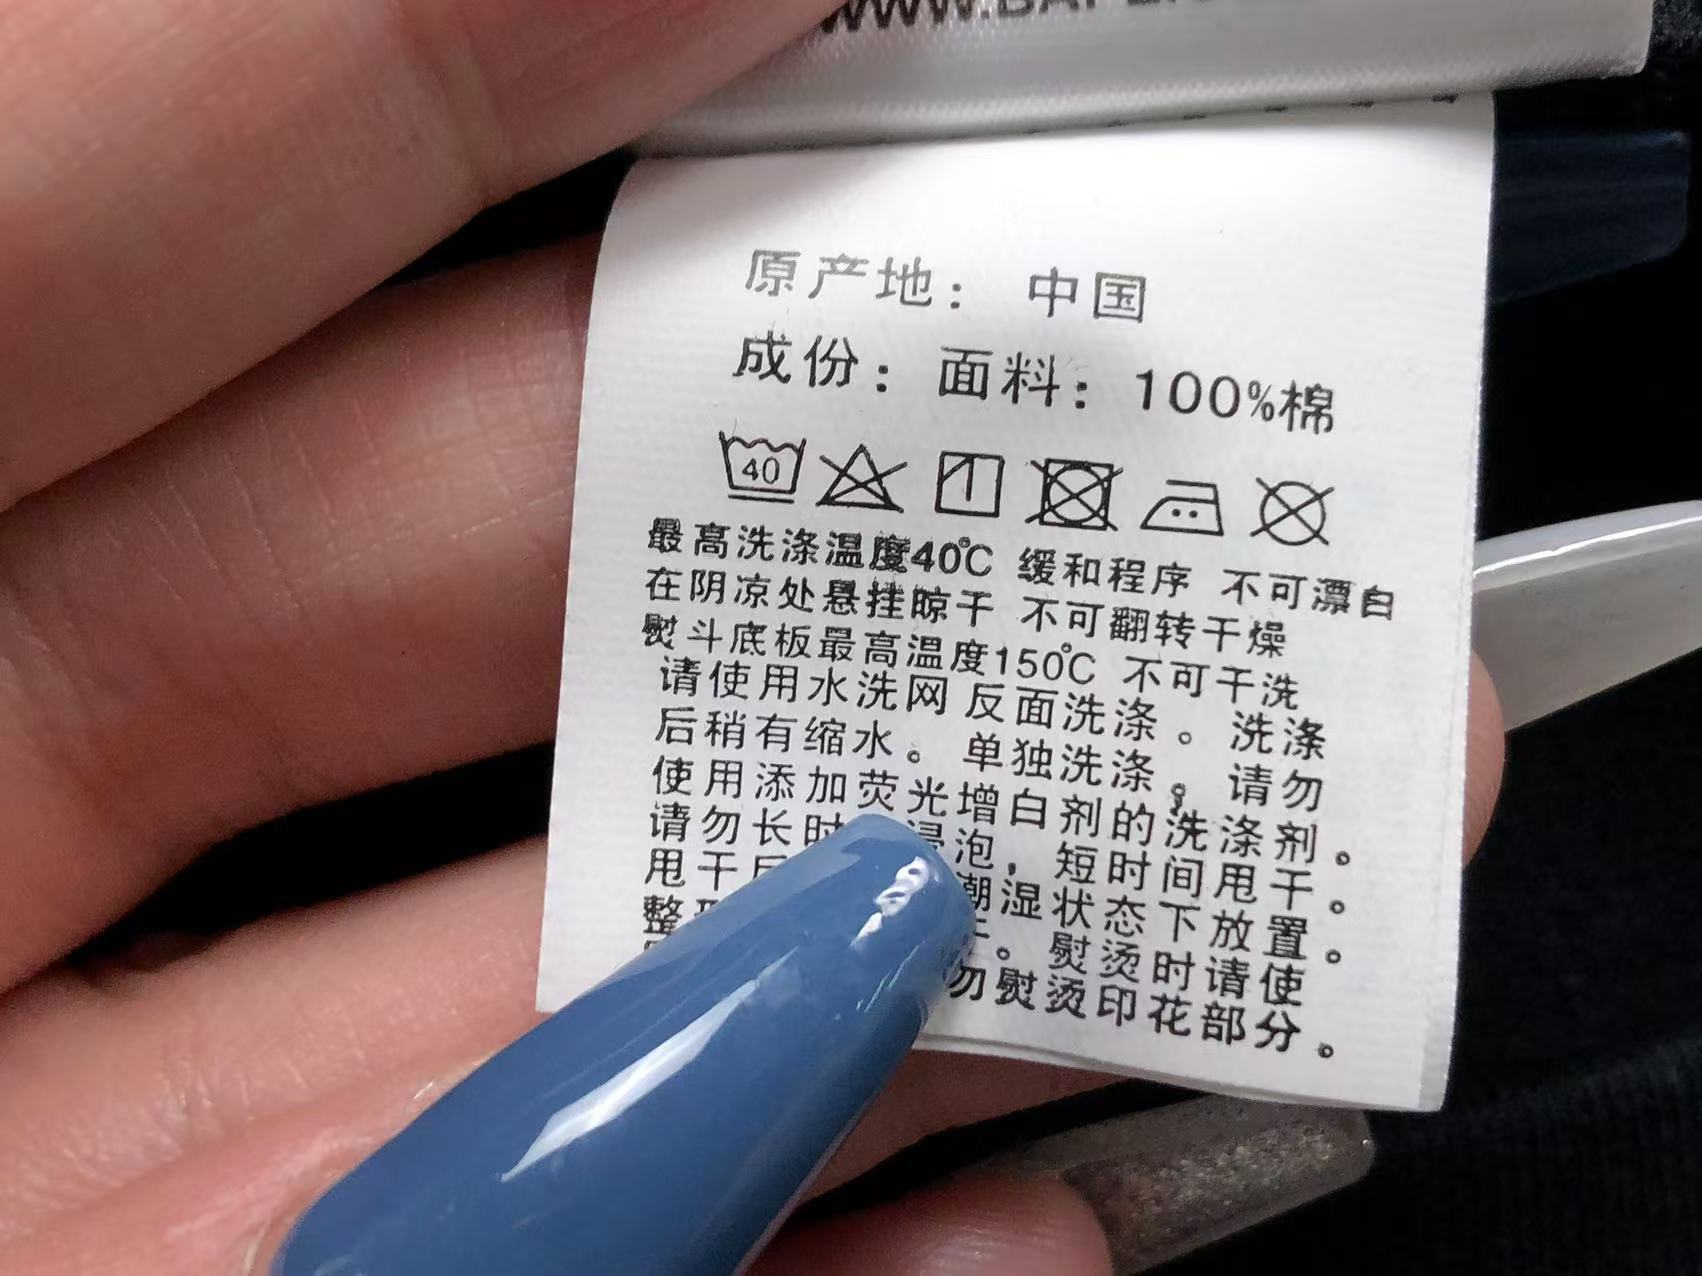 WWW.BAPE.
原产地： 中国
成份：面料：100%棉
40
最高洗涤温度40℃ 缓和程序 不可漂白
在阴凉处悬挂晾干 不可翻转干燥
熨斗底板最高温度150℃ 不可干洗
请使用水洗网 反面洗涤。洗涤
后稍有缩水。单独洗涤。请勿
使用添加荧光增白剂的洗涤剂。
请勿长时 浸泡，短时间甩干。
甩干后 潮湿状态下放置。
整 。熨烫时请使
勿熨烫印花部分。